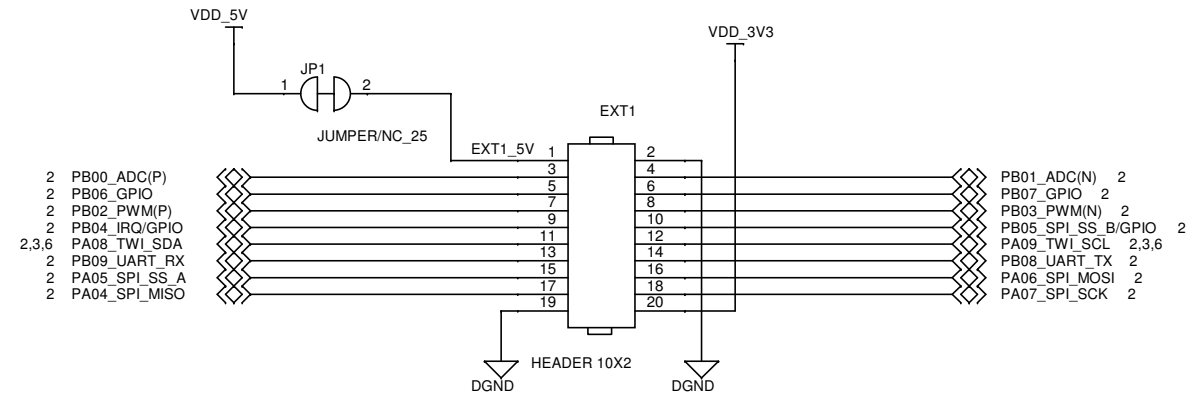 VDD_5V
VDD_3V3
JP1
1 2
EXT1
JUMPER/NC_25
EXT1_5V 1 2
2 PB00_ADC(P) 3 4 PB01_ADC(N) 2
2 PB06_GPIO 5 6 PB07_GPIO 2
2 PB02_PWM(P) 7 8 PB03_PWM(N) 2
2 PB04_IRQ/GPIO 9 10 PB05_SPI_SS_B/GPIO 2
2,3,6 PA08_TWI_SDA 11 12 PA09_TWI_SCL 2,3,6
2 PB09_UART_RX 13 14 PB08_UART_TX 2
2 PA05_SPI_SS_A 15 16 PA06_SPI_MOSI 2
2 PA04_SPI_MISO 17 18 PA07_SPI_SCK 2
19 20
HEADER 10X2
DGND DGND